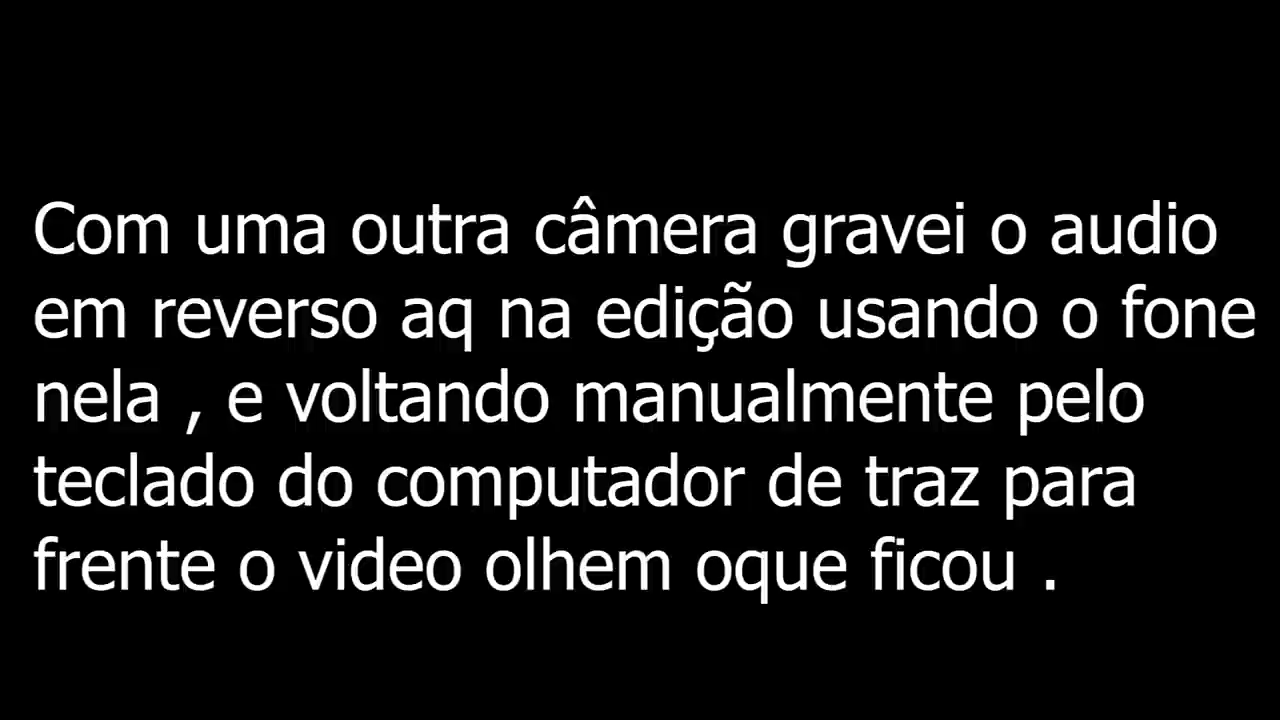 Com uma outra câmera gravei o audio
em reverso aq na edição usando o fone
nela , e voltando manualmente pelo
teclado do computador de traz para
frente o video olhem oque ficou .